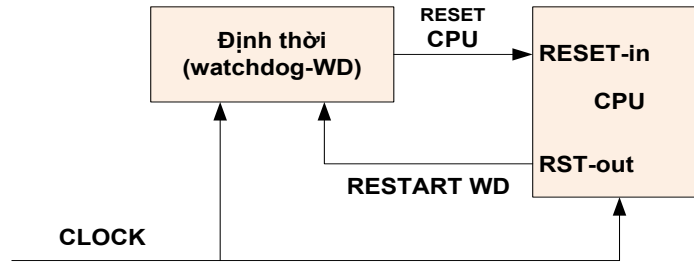 Định thời
(watchdog-WD)
RESET
CPU
RESET-in
CPU
RST-out
RESTART WD
CLOCK